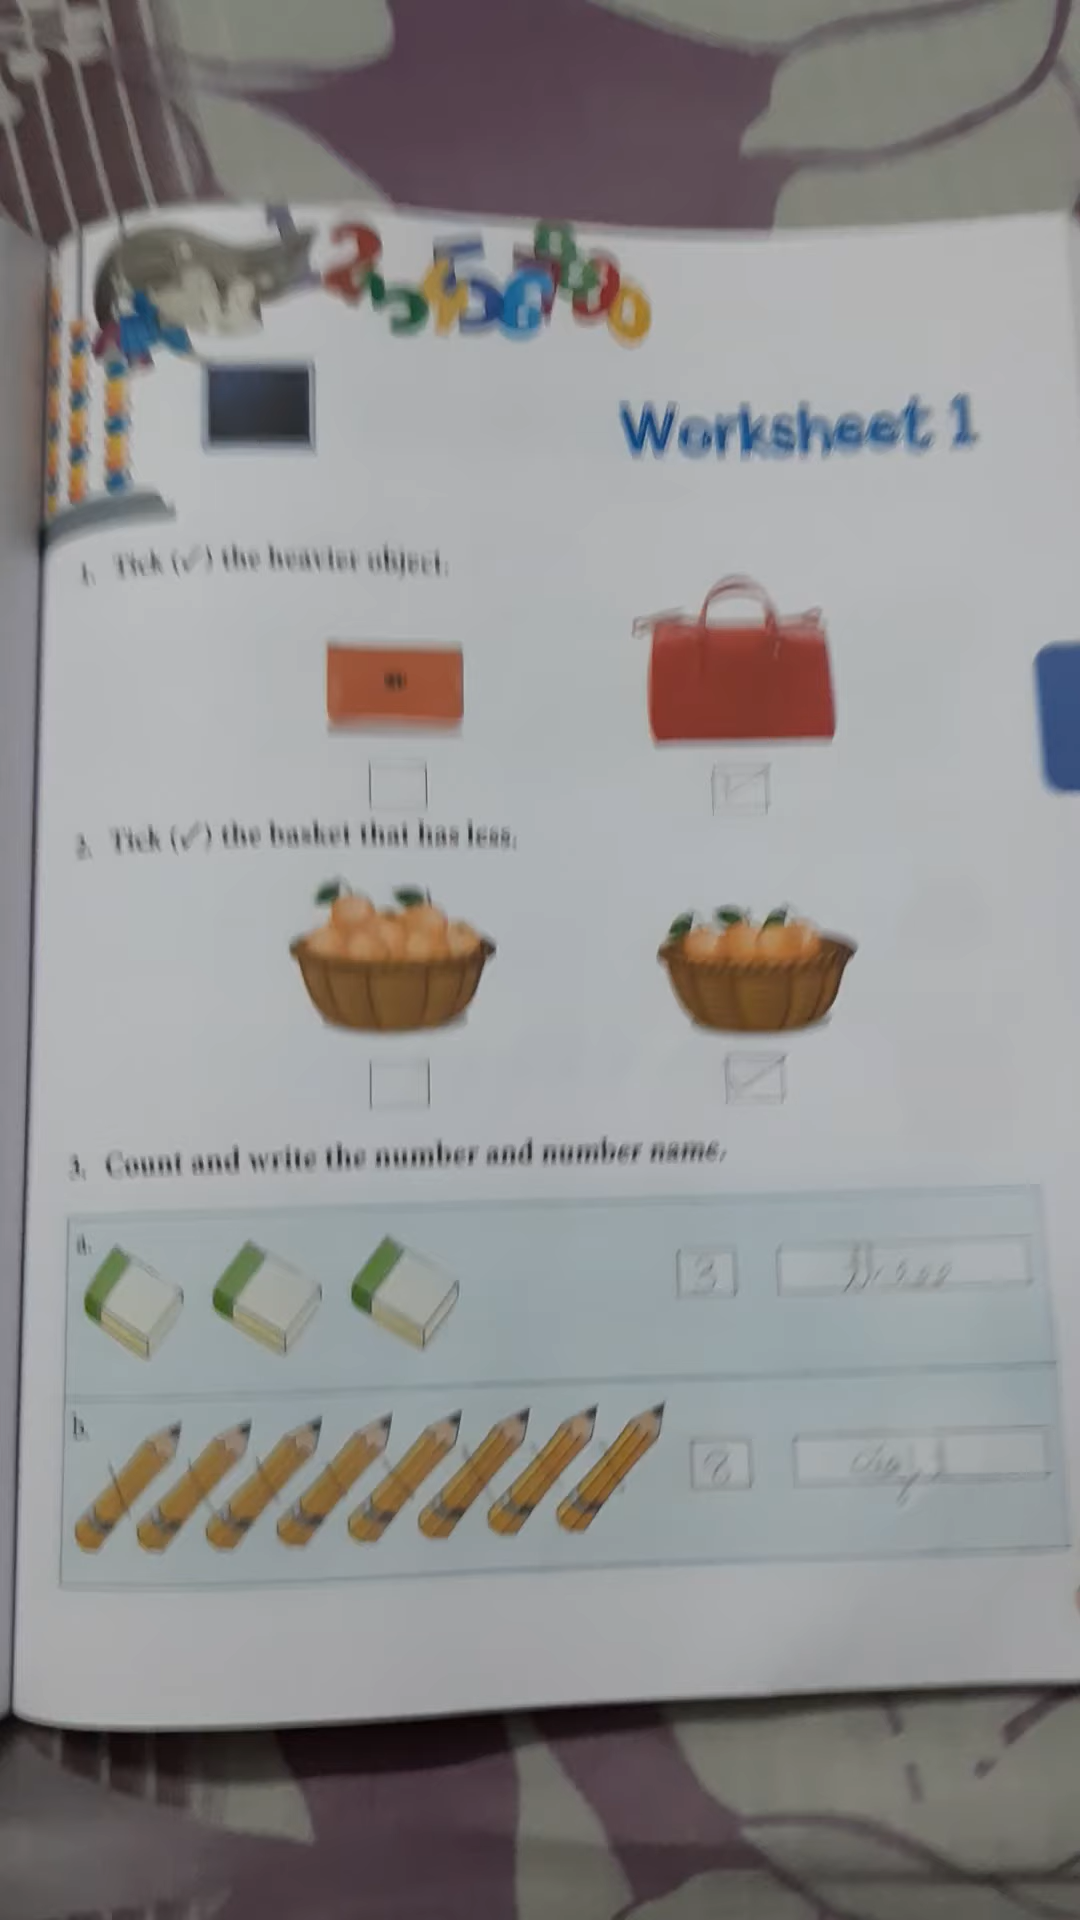 Worksheet 1
1. Tick (✓) the heavier object.
2. Tick (✓) the basket that has less.
3. Count and write the number and number name.
a.
3
b.
8